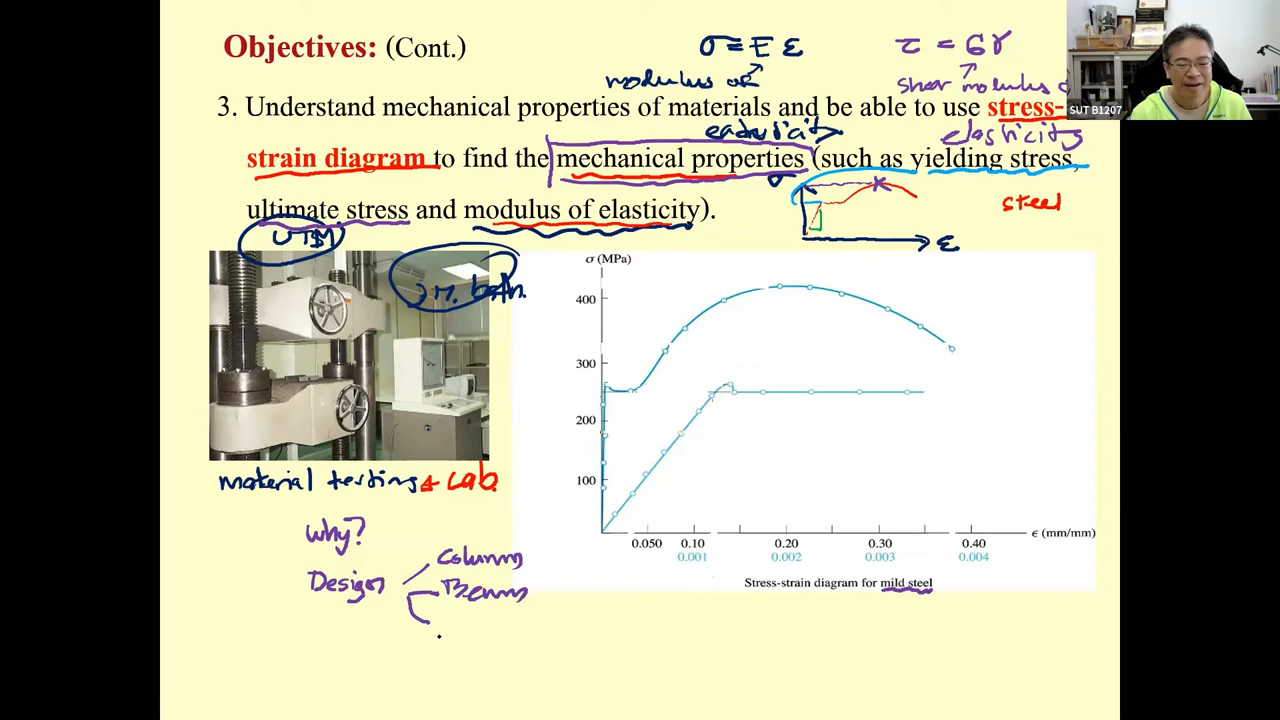 Objectives: (Cont.)
σ = E ε
τ = Gγ
modulus of
shear modulus
SUT B1207
3. Understand mechanical properties of materials and be able to use stress-
elasticity
strain diagram to find the mechanical properties (such as yielding stress,
σ
ultimate stress and modulus of elasticity).
steel
UTM
ε
σ (MPa)
400
300
200
100
0.050 0.10 0.20 0.30 0.40 ϵ (mm/mm)
0.001 0.002 0.003 0.004
Stress-strain diagram for mild steel
material testing Lab.
why?
Design
Columns
Beams